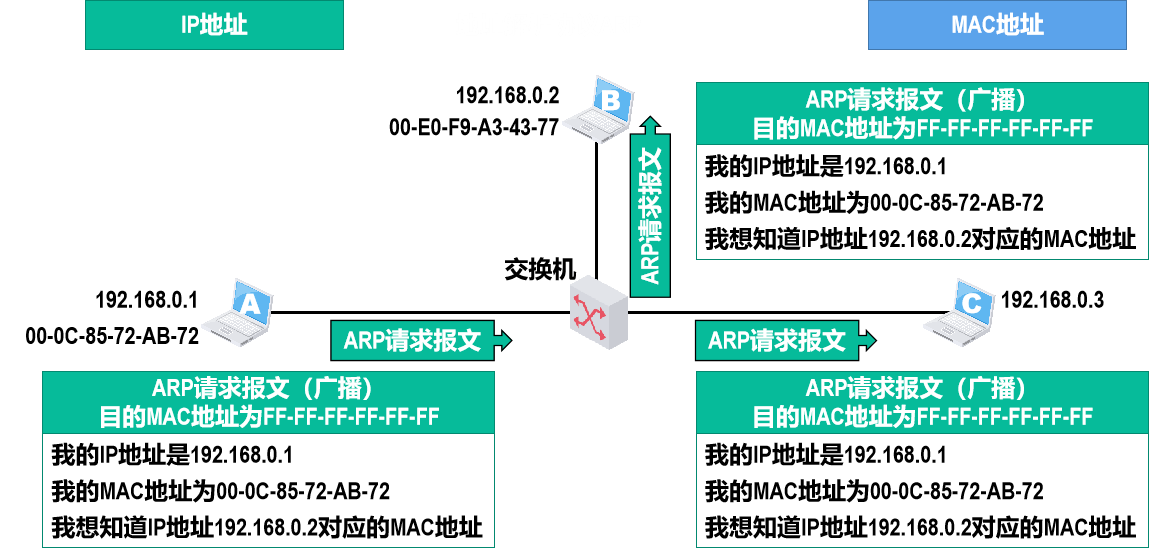 IP地址
MAC地址
192.168.0.2
00-E0-F9-A3-43-77
B
ARP请求报文
ARP请求报文（广播）
目的MAC地址为FF-FF-FF-FF-FF-FF
我的IP地址是192.168.0.1
我的MAC地址为00-0C-85-72-AB-72
我想知道IP地址192.168.0.2对应的MAC地址
交换机
192.168.0.1
00-0C-85-72-AB-72
A
C
192.168.0.3
ARP请求报文
ARP请求报文
ARP请求报文（广播）
目的MAC地址为FF-FF-FF-FF-FF-FF
我的IP地址是192.168.0.1
我的MAC地址为00-0C-85-72-AB-72
我想知道IP地址192.168.0.2对应的MAC地址
ARP请求报文（广播）
目的MAC地址为FF-FF-FF-FF-FF-FF
我的IP地址是192.168.0.1
我的MAC地址为00-0C-85-72-AB-72
我想知道IP地址192.168.0.2对应的MAC地址